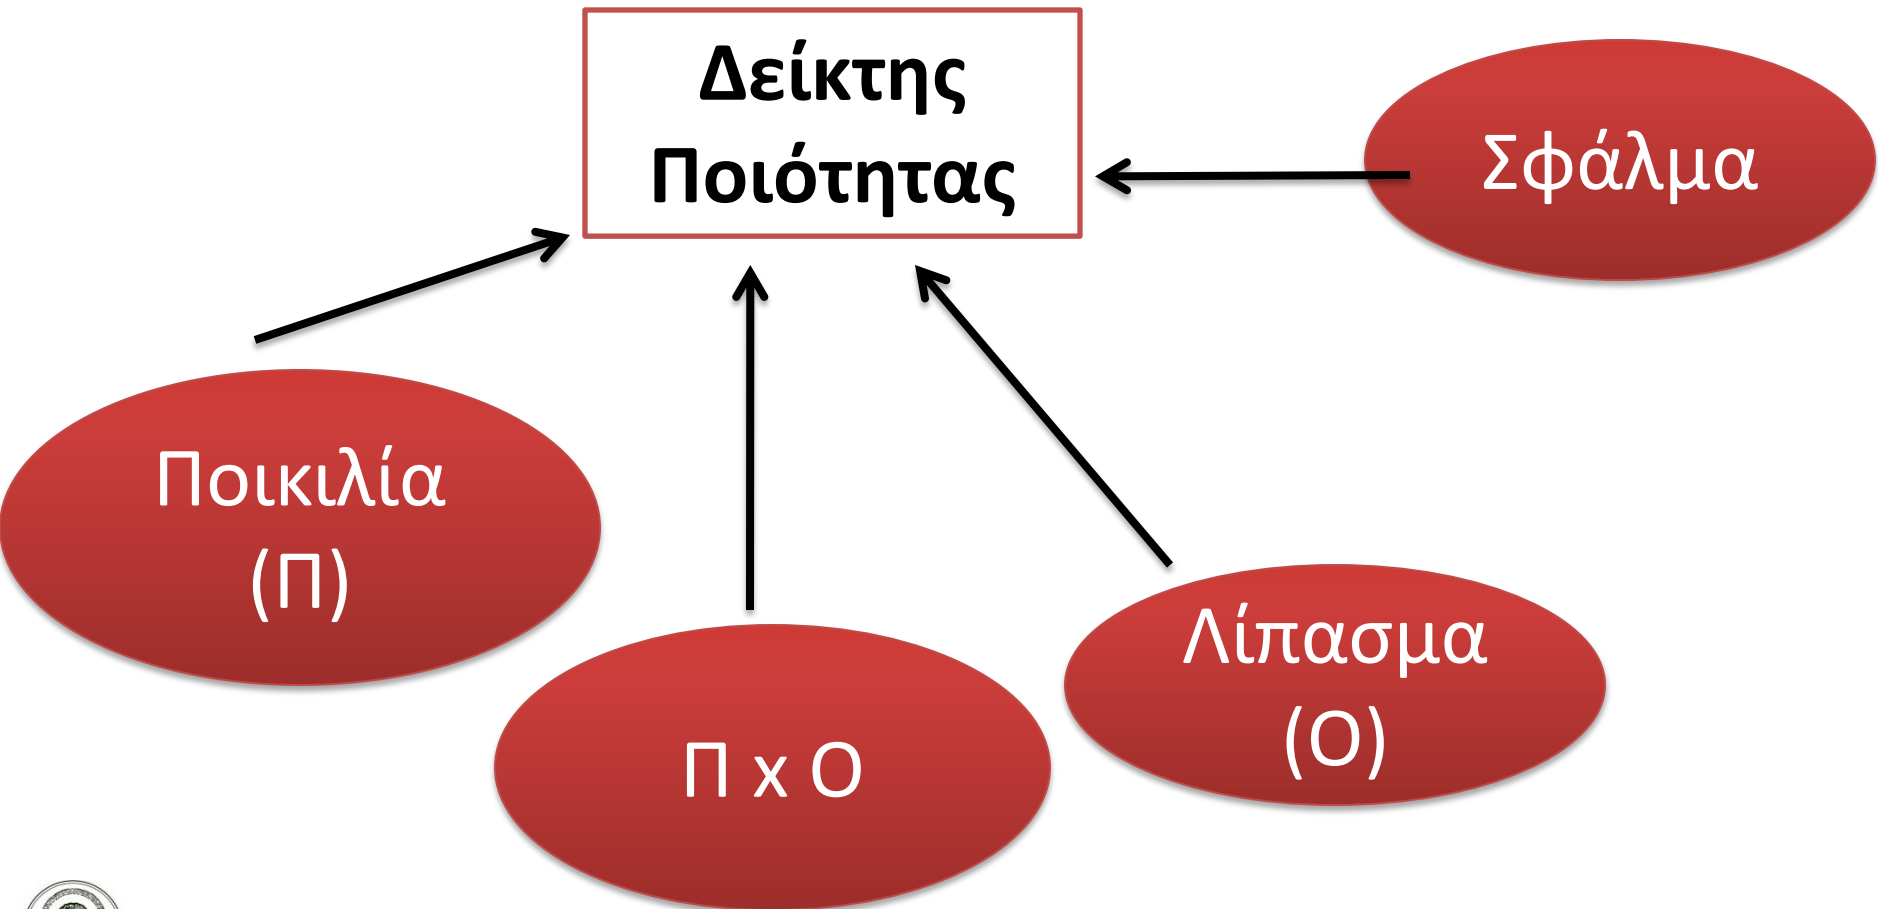 Δείκτης
Ποιότητας
Σφάλμα
Ποικιλία
(Π)
Π x Ο
Λίπασμα
(Ο)